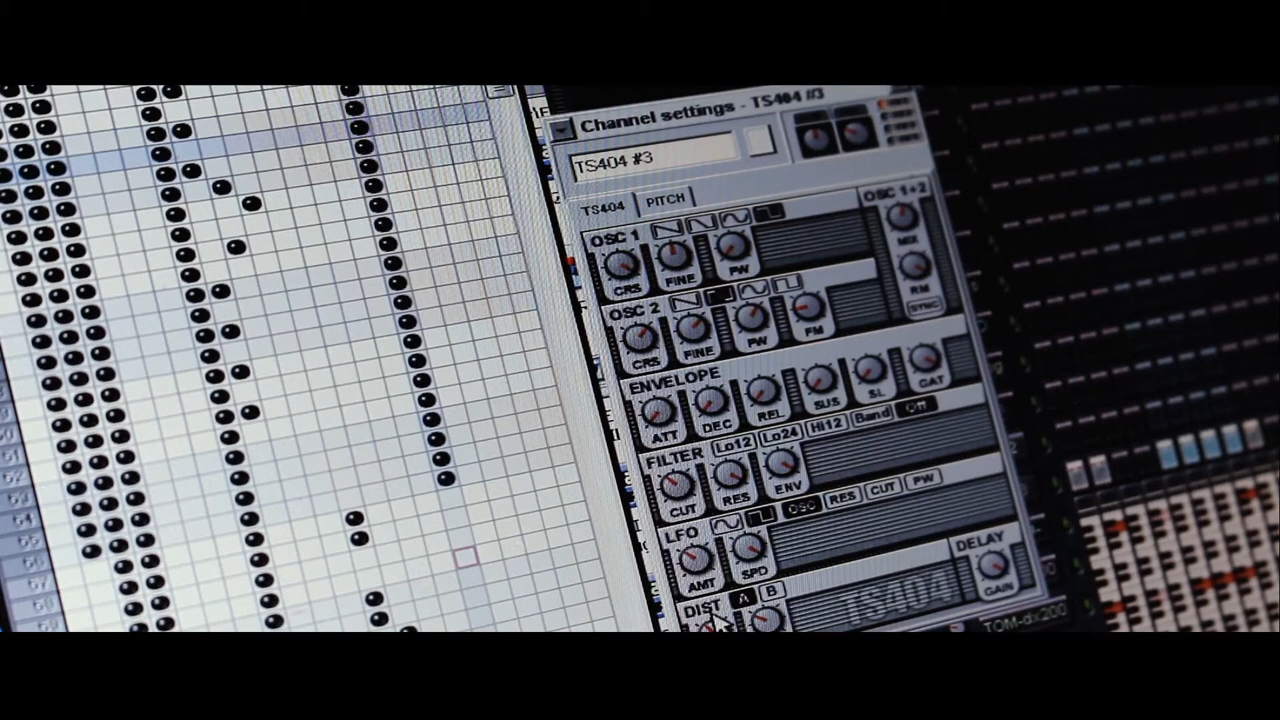 Channel settings - TS404 #3
TS404 #3
TS404 PITCH
OSC 1
OSC 1+2
CRS FINE PW
MIX
RM
SYNC
OSC 2
CRS FINE PW FM
ENVELOPE
ATT DEC REL SUS SL GAT
FILTER Lo12 Lo24 Hi12 Band Off
CUT RES ENV
LFO OSC RES CUT PW
AMT SPD
DELAY
GAIN
DIST A B
TS404
TOM-dx200